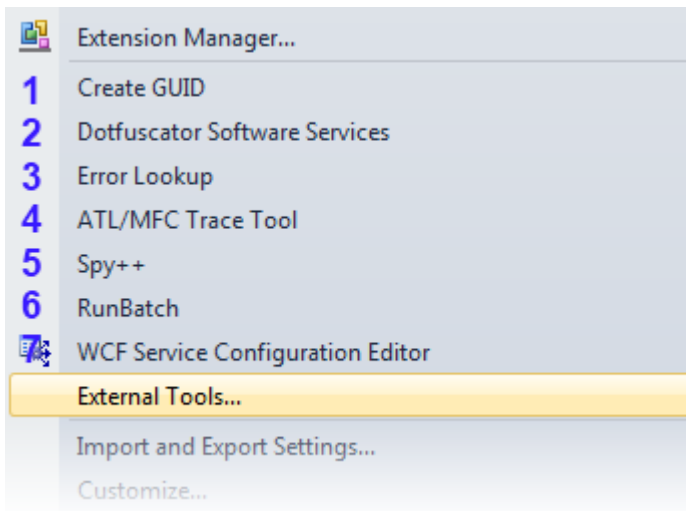 Extension Manager...
1 Create GUID
2 Dotfuscator Software Services
3 Error Lookup
4 ATL/MFC Trace Tool
5 Spy++
6 RunBatch
7 WCF Service Configuration Editor
External Tools...
Import and Export Settings...
Customize...